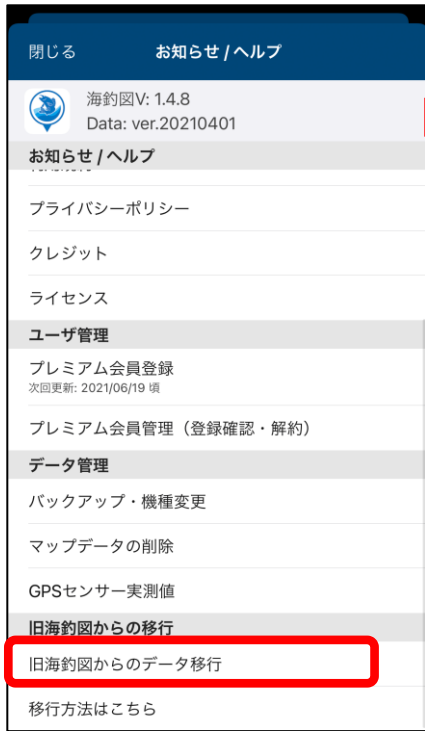 閉じる
お知らせ / ヘルプ
海釣図V: 1.4.8
Data: ver.20210401
お知らせ / ヘルプ
プライバシーポリシー
クレジット
ライセンス
ユーザ管理
プレミアム会員登録
次回更新: 2021/06/19 頃
プレミアム会員管理（登録確認・解約）
データ管理
バックアップ・機種変更
マップデータの削除
GPSセンサー実測値
旧海釣図からの移行
旧海釣図からのデータ移行
移行方法はこちら